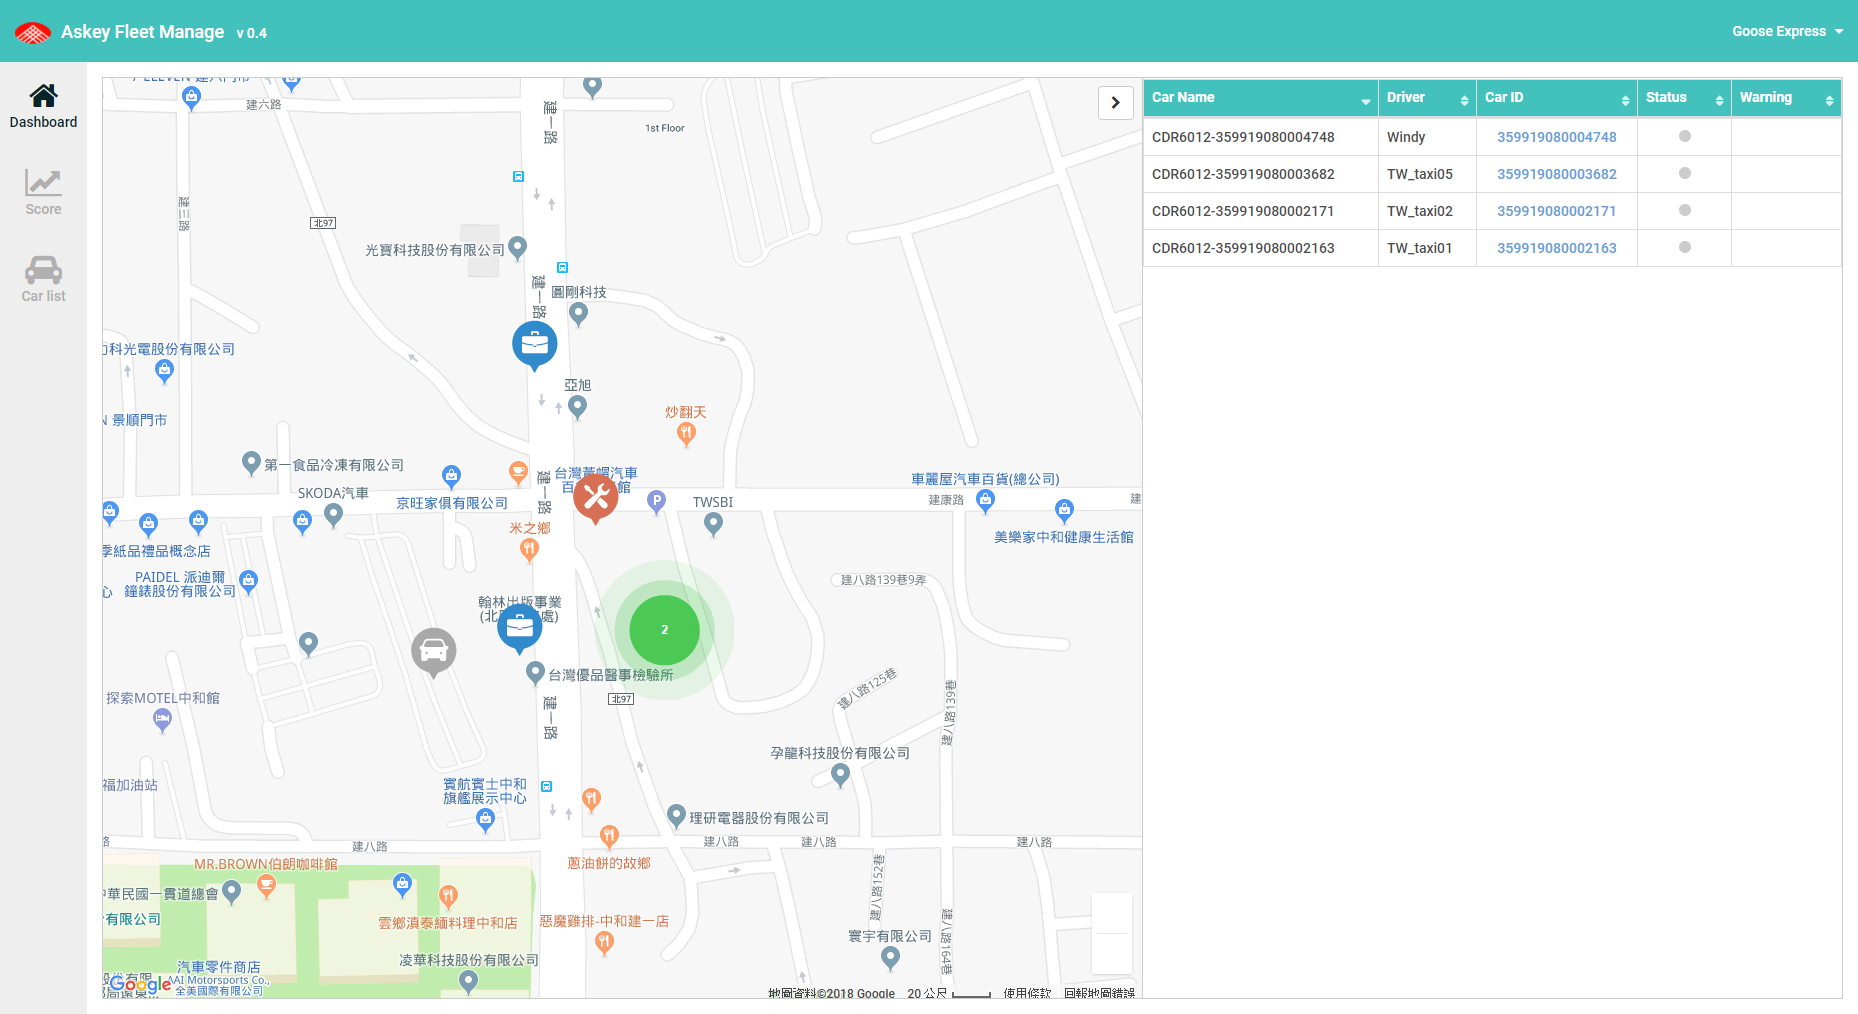 Askey Fleet Manage v 0.4
Goose Express
Dashboard
Score
Car list
建六路
建一路
1st Floor
建三路
北97
光寶科技股份有限公司
建一路
圓剛科技
科光電股份有限公司
亞旭
景順門市
炒翻天
第一食品冷凍有限公司
SKODA汽車
京旺家俱有限公司
建一路
台灣黃帽汽車
TWSBI
車麗屋汽車百貨(總公司)
建康路
建
米之鄉
美樂家中和健康生活館
季紙品禮品概念店
PAIDEL 派迪爾
鐘錶股份有限公司
心
建八路139巷9弄
翰林出版事業
2
台灣優品醫事檢驗所
北97
建八路125巷
建八路139巷
探索MOTEL中和館
建一路
孕龍科技股份有限公司
福加油站
賓航賓士中和
旗艦展示中心
理研電器股份有限公司
路
建八路
建八路
建八路
建八路
MR.BROWN伯朗咖啡館
蔥油餅的故鄉
中華民國一貫道總會
有限公司
雲鄉滇泰緬料理中和店
惡魔雞排-中和建一店
建八路152巷
建八路164巷
寰宇有限公司
凌華科技股份有限公司
汽車零件商店
AAI Motorsports Co.,
全美國際有限公司
Google
地圖資料©2018 Google 20 公尺 使用條款 回報地圖錯誤
Car Name Driver Car ID Status Warning
CDR6012-359919080004748 Windy 359919080004748
CDR6012-359919080003682 TW_taxi05 359919080003682
CDR6012-359919080002171 TW_taxi02 359919080002171
CDR6012-359919080002163 TW_taxi01 359919080002163